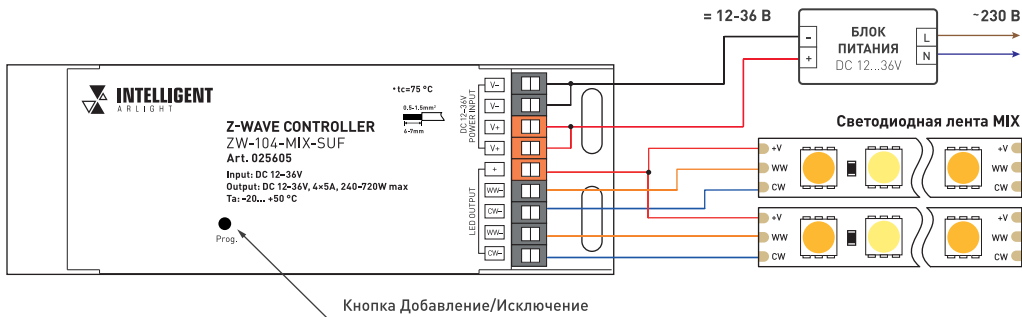 = 12-36 В
~230 В
БЛОК
ПИТАНИЯ
DC 12...36V
-
+
L
N
INTELLIGENT
ARLIGHT
• tc=75 °C
0.5-1.5mm²
6-7mm
Z-WAVE CONTROLLER
ZW-104-MIX-SUF
Art. 025605
Input: DC 12-36V
Output: DC 12-36V, 4×5A, 240-720W max
Ta: -20... +50 °C
Prog.
DC 12-36V
POWER INPUT
V-
V-
V+
V+
LED OUTPUT
+
WW-
CW-
WW-
CW-
Светодиодная лента MIX
+V
WW
CW
+V
WW
CW
+V
WW
CW
+V
WW
CW
Кнопка Добавление/Исключение